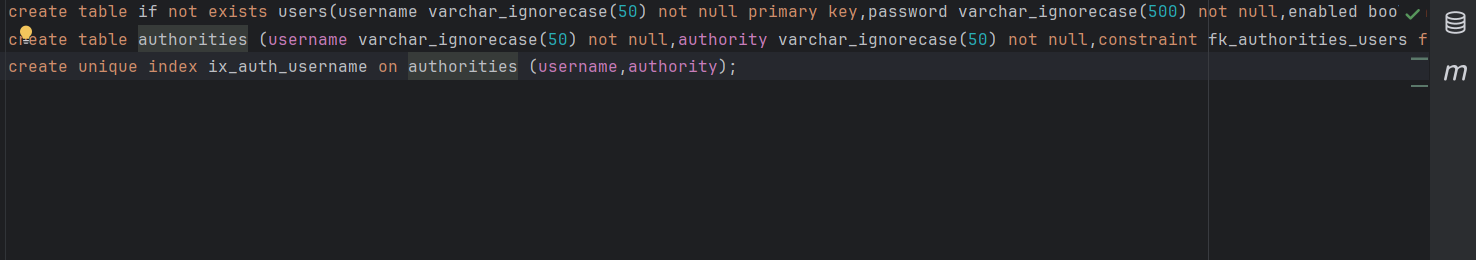 create table if not exists users(username varchar_ignorecase(50) not null primary key,password varchar_ignorecase(500) not null,enabled boo
create table authorities (username varchar_ignorecase(50) not null,authority varchar_ignorecase(50) not null,constraint fk_authorities_users f
create unique index ix_auth_username on authorities (username,authority);
m